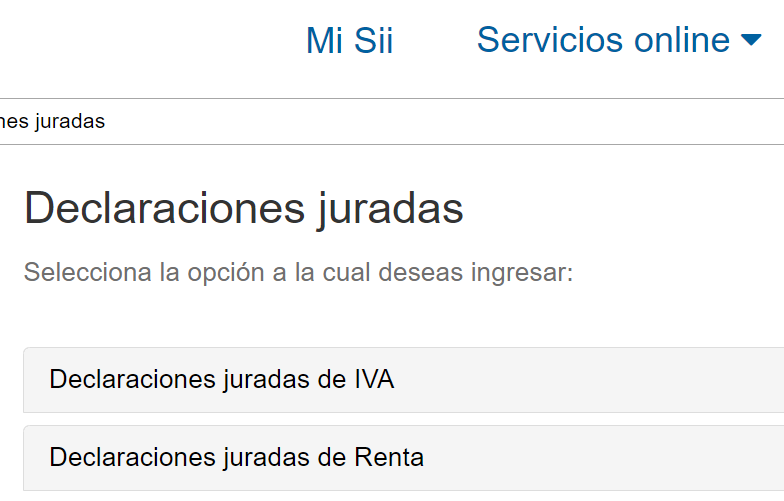 Mi Sii Servicios online
nes juradas
Declaraciones juradas
Selecciona la opción a la cual deseas ingresar:
Declaraciones juradas de IVA
Declaraciones juradas de Renta